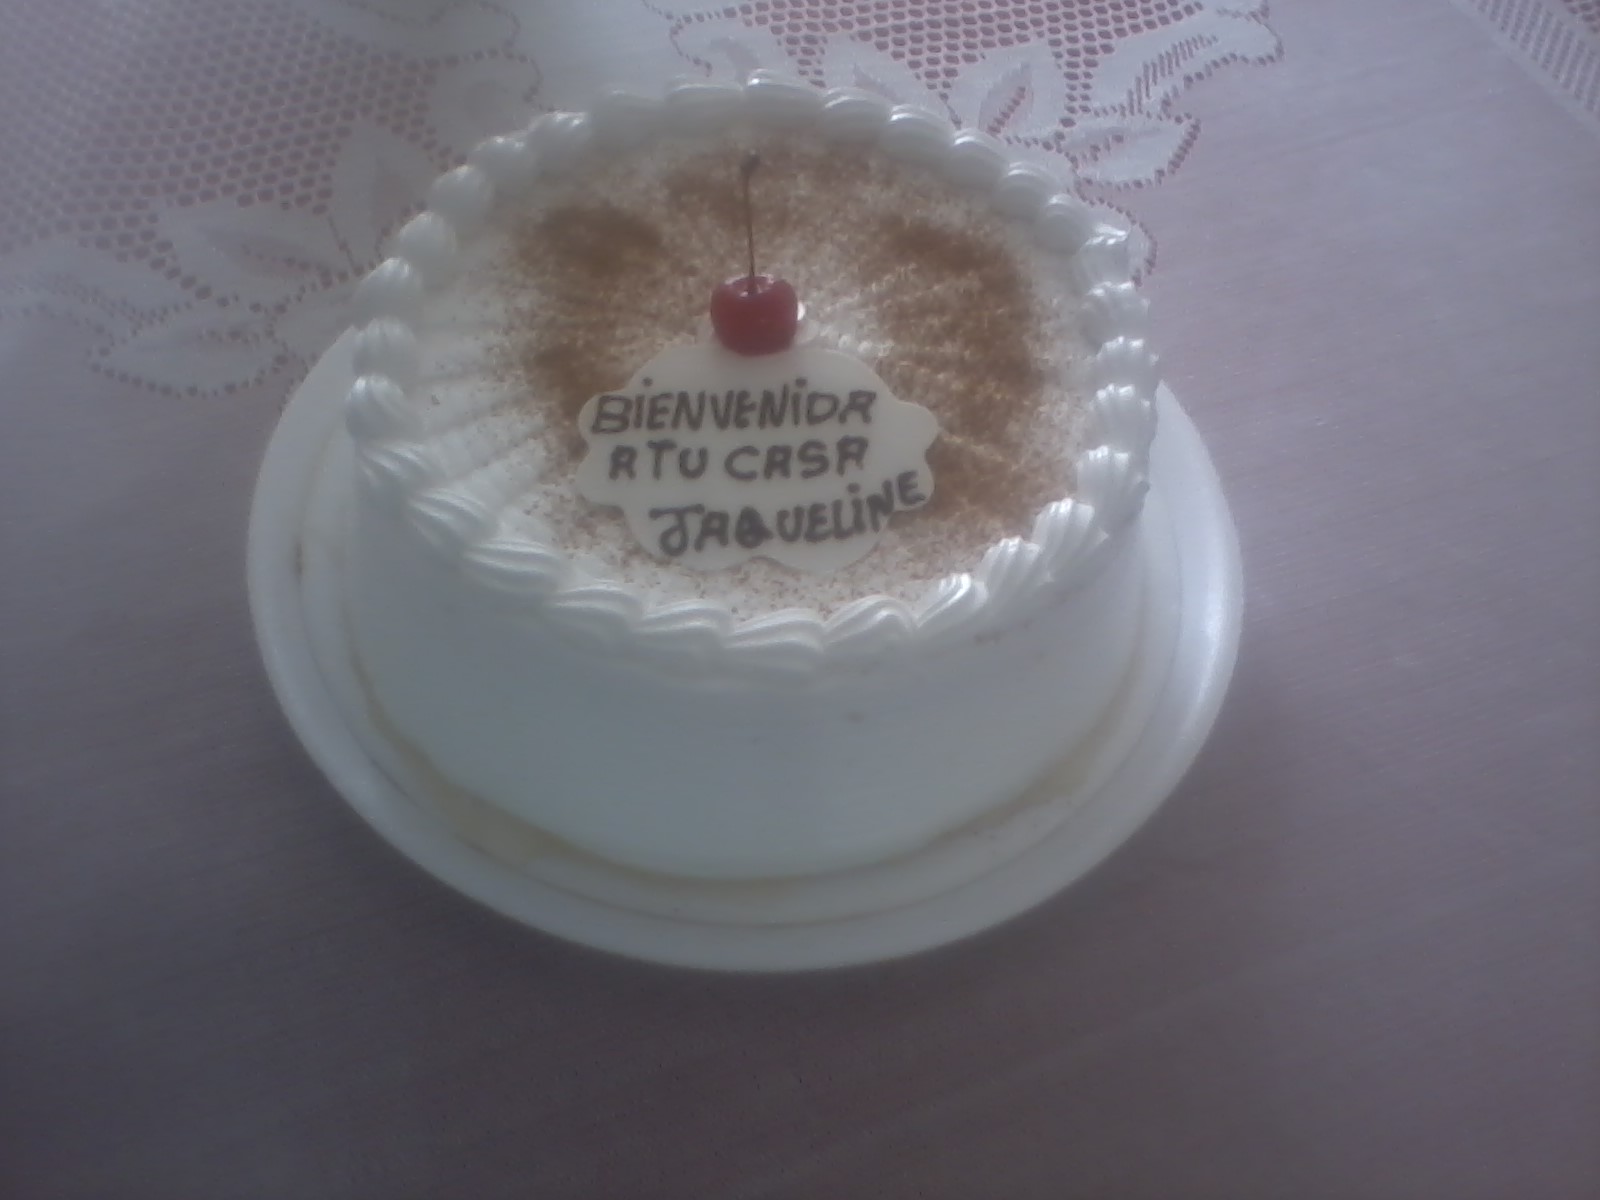 BIENVENIDA
A TU CASA
JAQUELINE